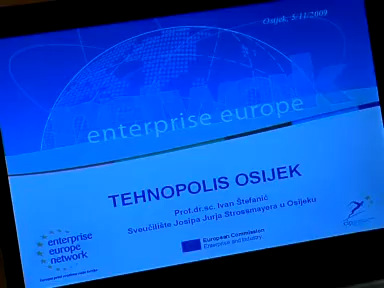 Osijek, 5/11/2009
network
enterprise europe
TEHNOPOLIS OSIJEK
Prof.dr.sc. Ivan Štefanić
Sveučilište Josipa Jurja Strossmayera u Osijeku
enterprise
europe
network
European Commission
Enterprise and Industry